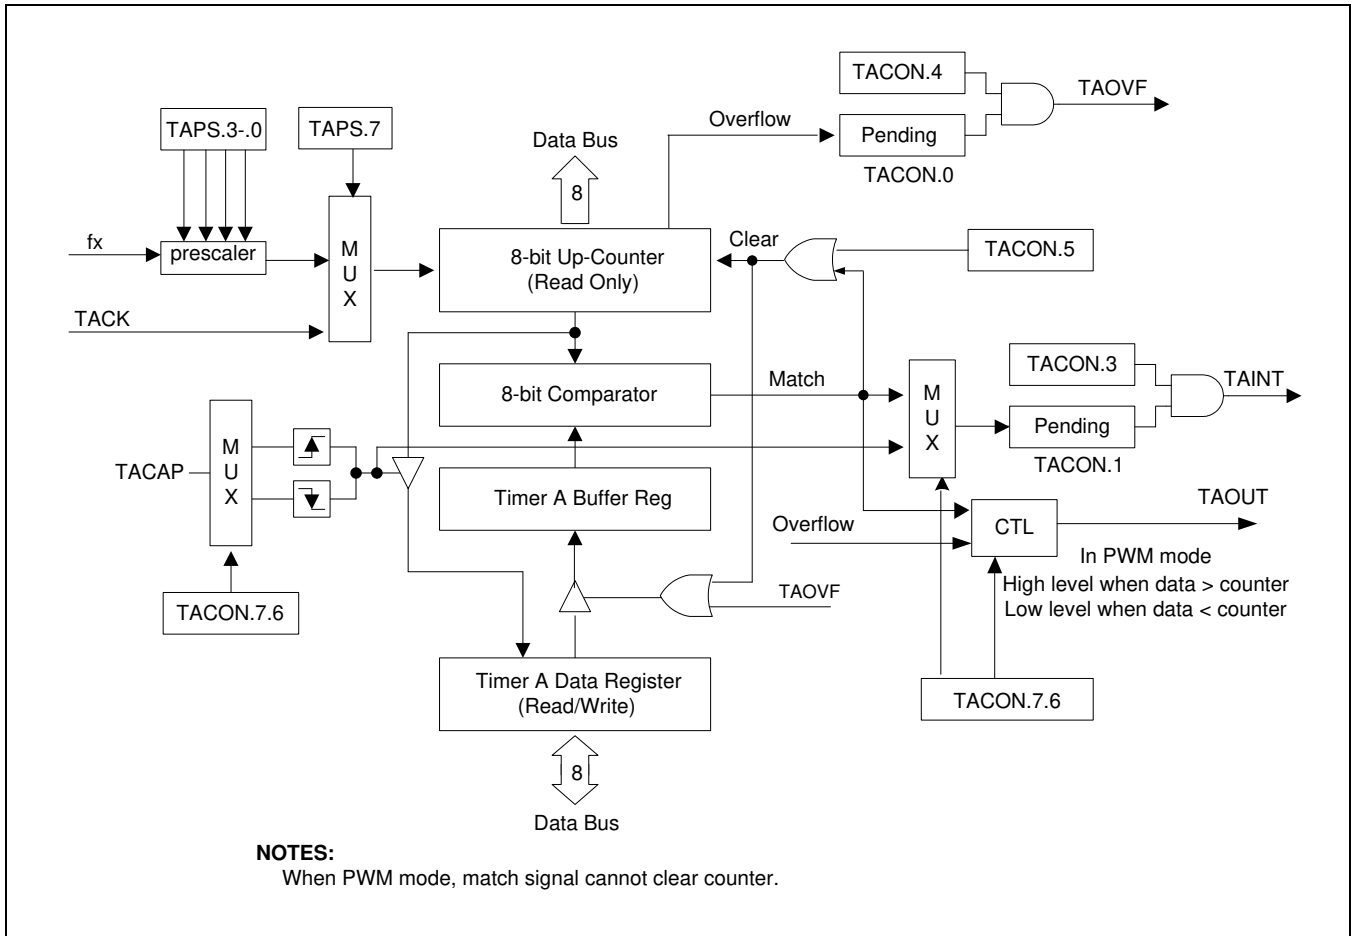 TACON.4
TAOVF
Overflow
Pending
TACON.0
TAPS.3-.0
TAPS.7
Data Bus
8
fx
prescaler
M
U
X
TACK
8-bit Up-Counter
(Read Only)
Clear
TACON.5
8-bit Comparator
Match
M
U
X
TACON.3
TAINT
Pending
TACON.1
TACAP
M
U
X
TACON.7.6
Timer A Buffer Reg
Overflow
CTL
TAOUT
In PWM mode
High level when data > counter
Low level when data < counter
TAOVF
Timer A Data Register
(Read/Write)
TACON.7.6
8
Data Bus
NOTES:
When PWM mode, match signal cannot clear counter.